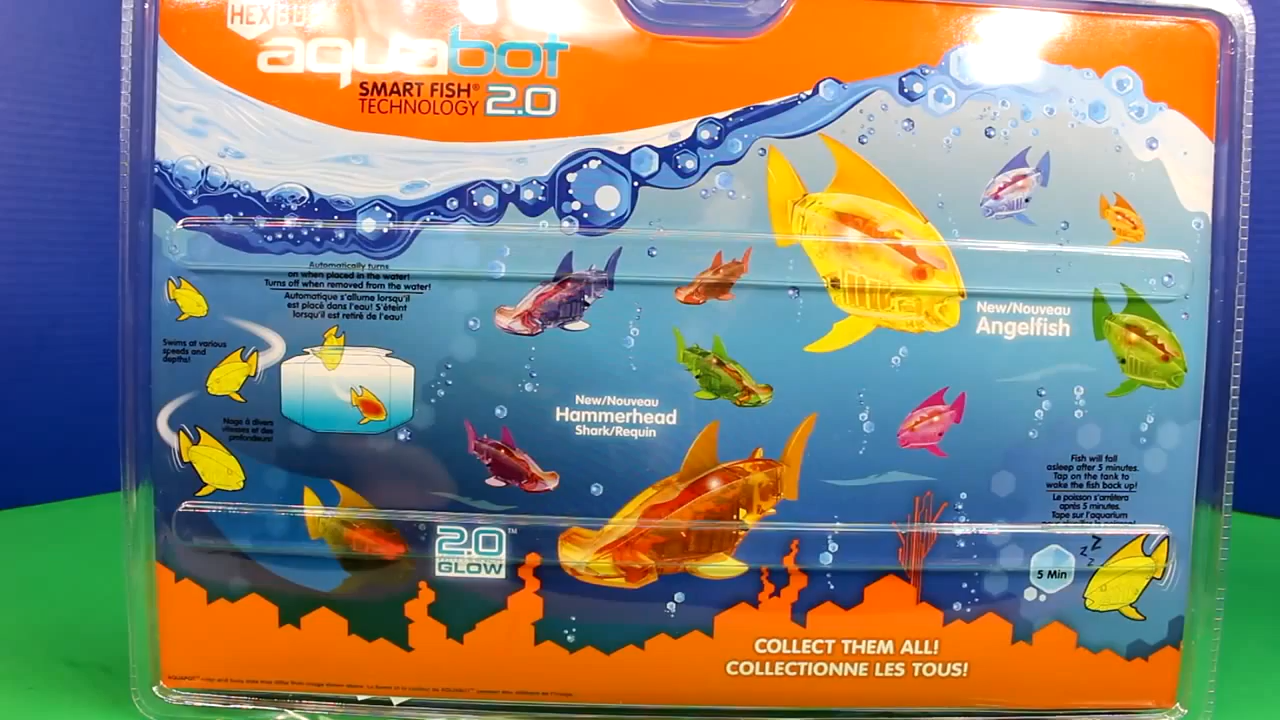 HEXBUG
aquabot
SMART FISH®
TECHNOLOGY 2.0
Automatically turns
on when placed in the water!
Turns off when removed from the water!
Automatique s'allume lorsqu'il
est placé dans l'eau! S'éteint
lorsqu'il est retiré de l'eau!
Swims at various
speeds and
depths!
Nage à divers
vitesses et des
profondeurs!
New/Nouveau
Angelfish
New/Nouveau
Hammerhead
Shark/Requin
Fish will fall
asleep after 5 minutes.
Tap on the tank to
wake the fish back up!
Le poisson s'arrêtera
après 5 minutes.
Tape sur l'aquarium
2.0™
GLOW
5 Min
z z z
COLLECT THEM ALL!
COLLECTIONNE LES TOUS!